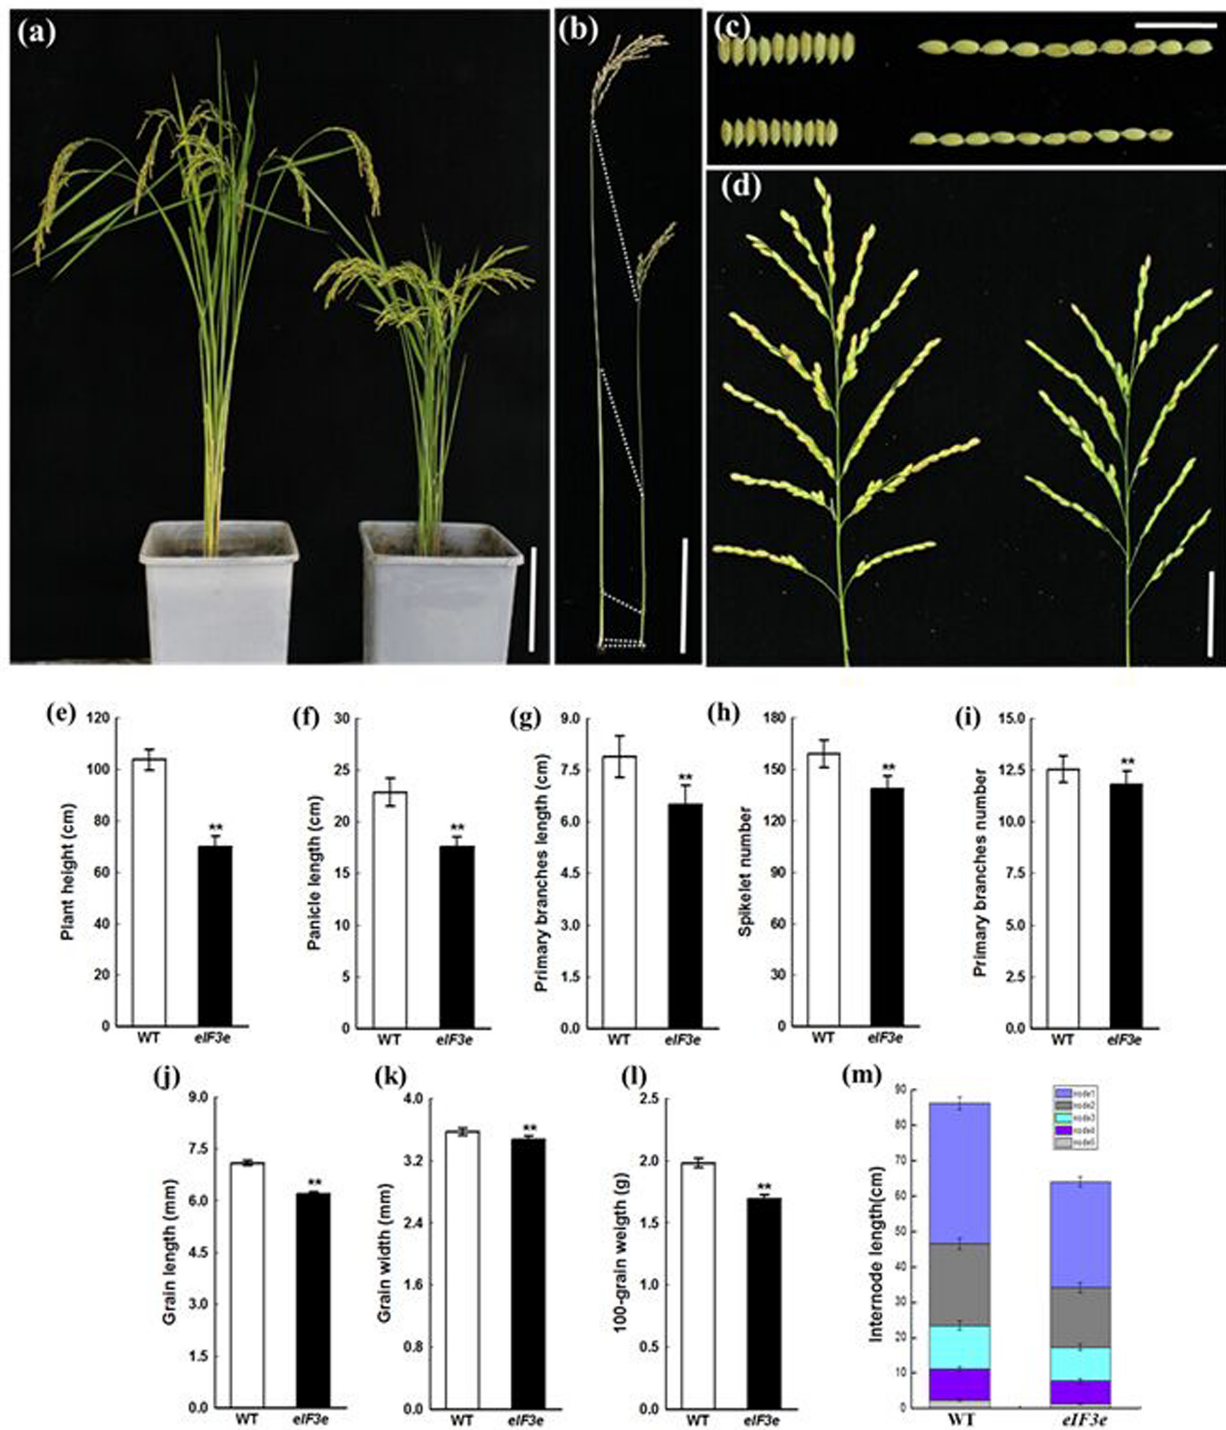 (a)
(b)
(c)
(d)
(e)
120
100
80
60
40
20
0
Plant height (cm)
**
WT
eIF3e
(f)
30
25
20
15
10
5
0
Panicle length (cm)
**
WT
eIF3e
(g)
9.0
7.5
6.0
4.5
3.0
1.5
0.0
Primary branches length (cm)
**
WT
eIF3e
(h)
180
150
120
90
60
30
0
Spikelet number
**
WT
eIF3e
(i)
15.0
12.5
10.0
7.5
5.0
2.5
0.0
Primary branches number
**
WT
eIF3e
(j)
9.0
7.5
6.0
4.5
3.0
1.5
0.0
Grain length (mm)
**
WT
eIF3e
(k)
4.0
3.2
2.4
1.6
0.8
0.0
Grain width (mm)
**
WT
eIF3e
(l)
2.5
2.0
1.5
1.0
0.5
0.0
100-grain weigth (g)
**
WT
eIF3e
(m)
90
80
70
60
50
40
30
20
10
0
Internode length(cm)
node1
node2
node3
node4
node5
WT
eIF3e